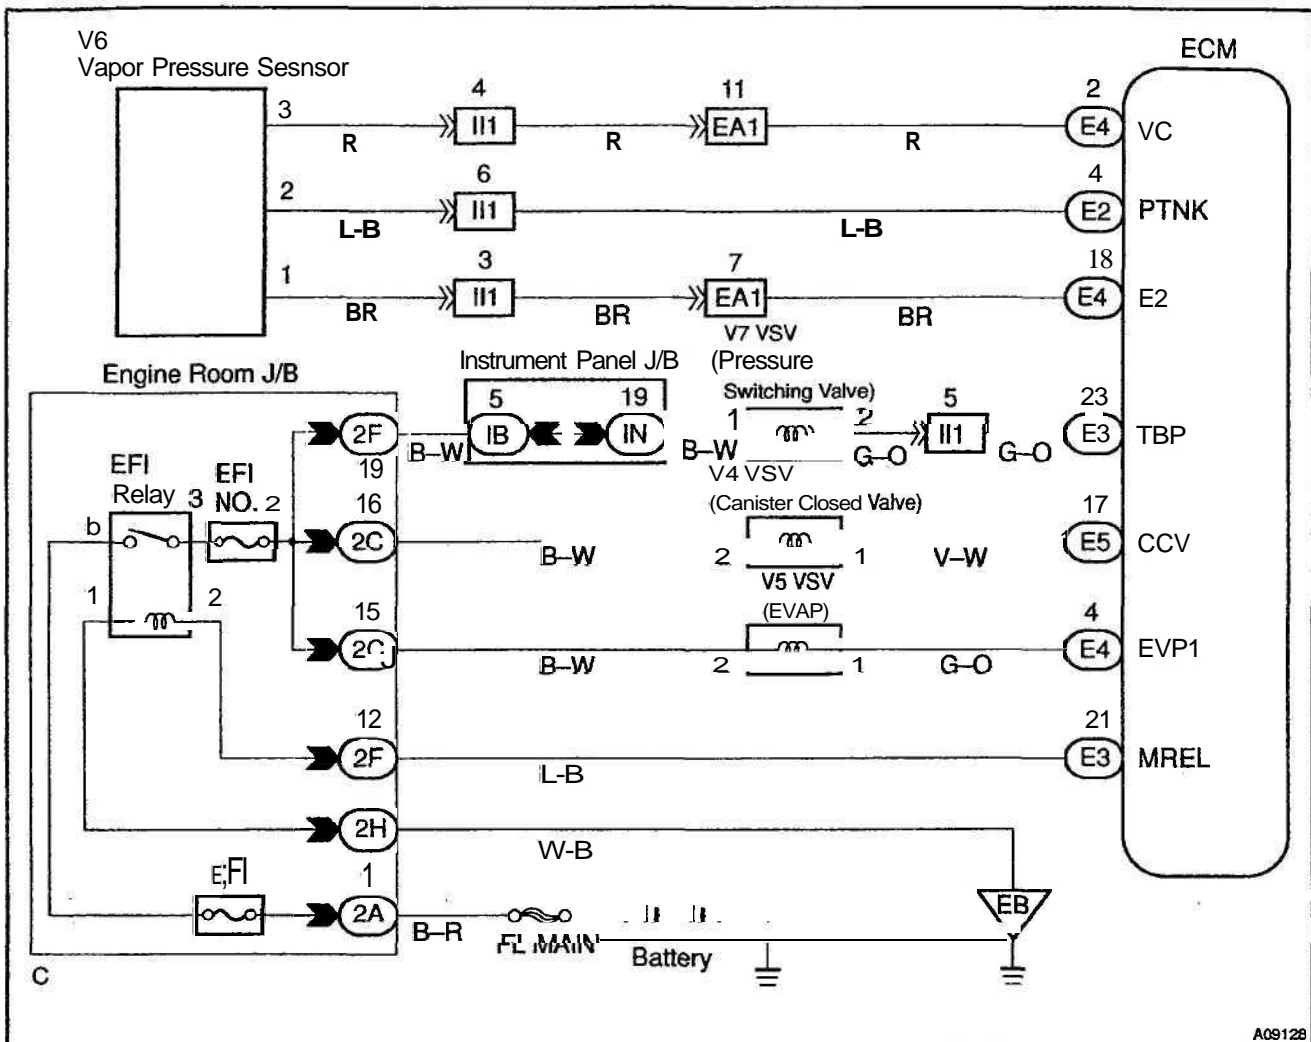 V6
Vapor Pressure Sesnsor
ECM
3
R
4
II1
R
11
EA1
R
2
E4
VC
2
L-B
6
II1
L-B
4
E2
PTNK
1
BR
3
II1
BR
7
EA1
BR
18
E4
E2
Engine Room J/B
Instrument Panel J/B
V7 VSV
(Pressure
Switching Valve)
2F
19
B–W
5
IB
19
IN
B–W
1
2
G–O
5
II1
G–O
23
E3
TBP
EFI
Relay
3
EFI
NO. 2
b
1
2
16
2C
B–W
V4 VSV
(Canister Closed Valve)
2
1
V–W
17
E5
CCV
15
2C
B–W
V5 VSV
(EVAP)
2
1
G–O
4
E4
EVP1
12
2F
L-B
21
E3
MREL
2H
W-B
EB
E;FI
1
2A
B–R
FL MAIN
Battery
C
A09128